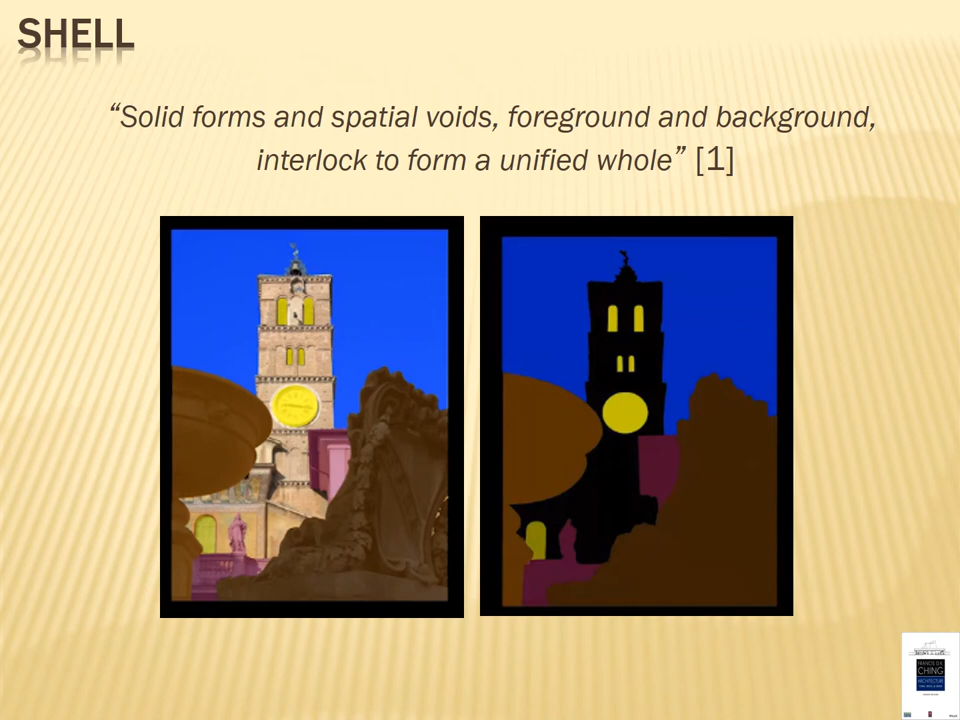 SHELL
“Solid forms and spatial voids, foreground and background,
interlock to form a unified whole” [1]
FRANCIS D.K.
CHING
ARCHITECTURE